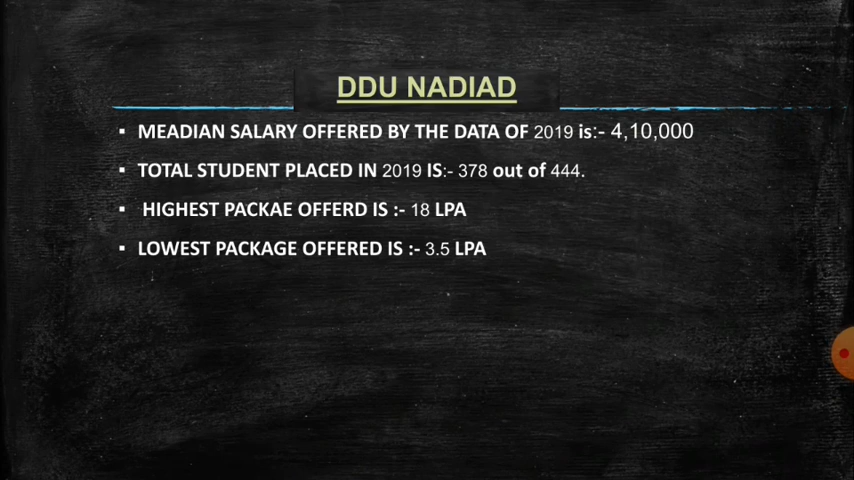 DDU NADIAD
▪ MEADIAN SALARY OFFERED BY THE DATA OF 2019 is:- 4,10,000
▪ TOTAL STUDENT PLACED IN 2019 IS:- 378 out of 444.
▪ HIGHEST PACKAE OFFERD IS :- 18 LPA
▪ LOWEST PACKAGE OFFERED IS :- 3.5 LPA